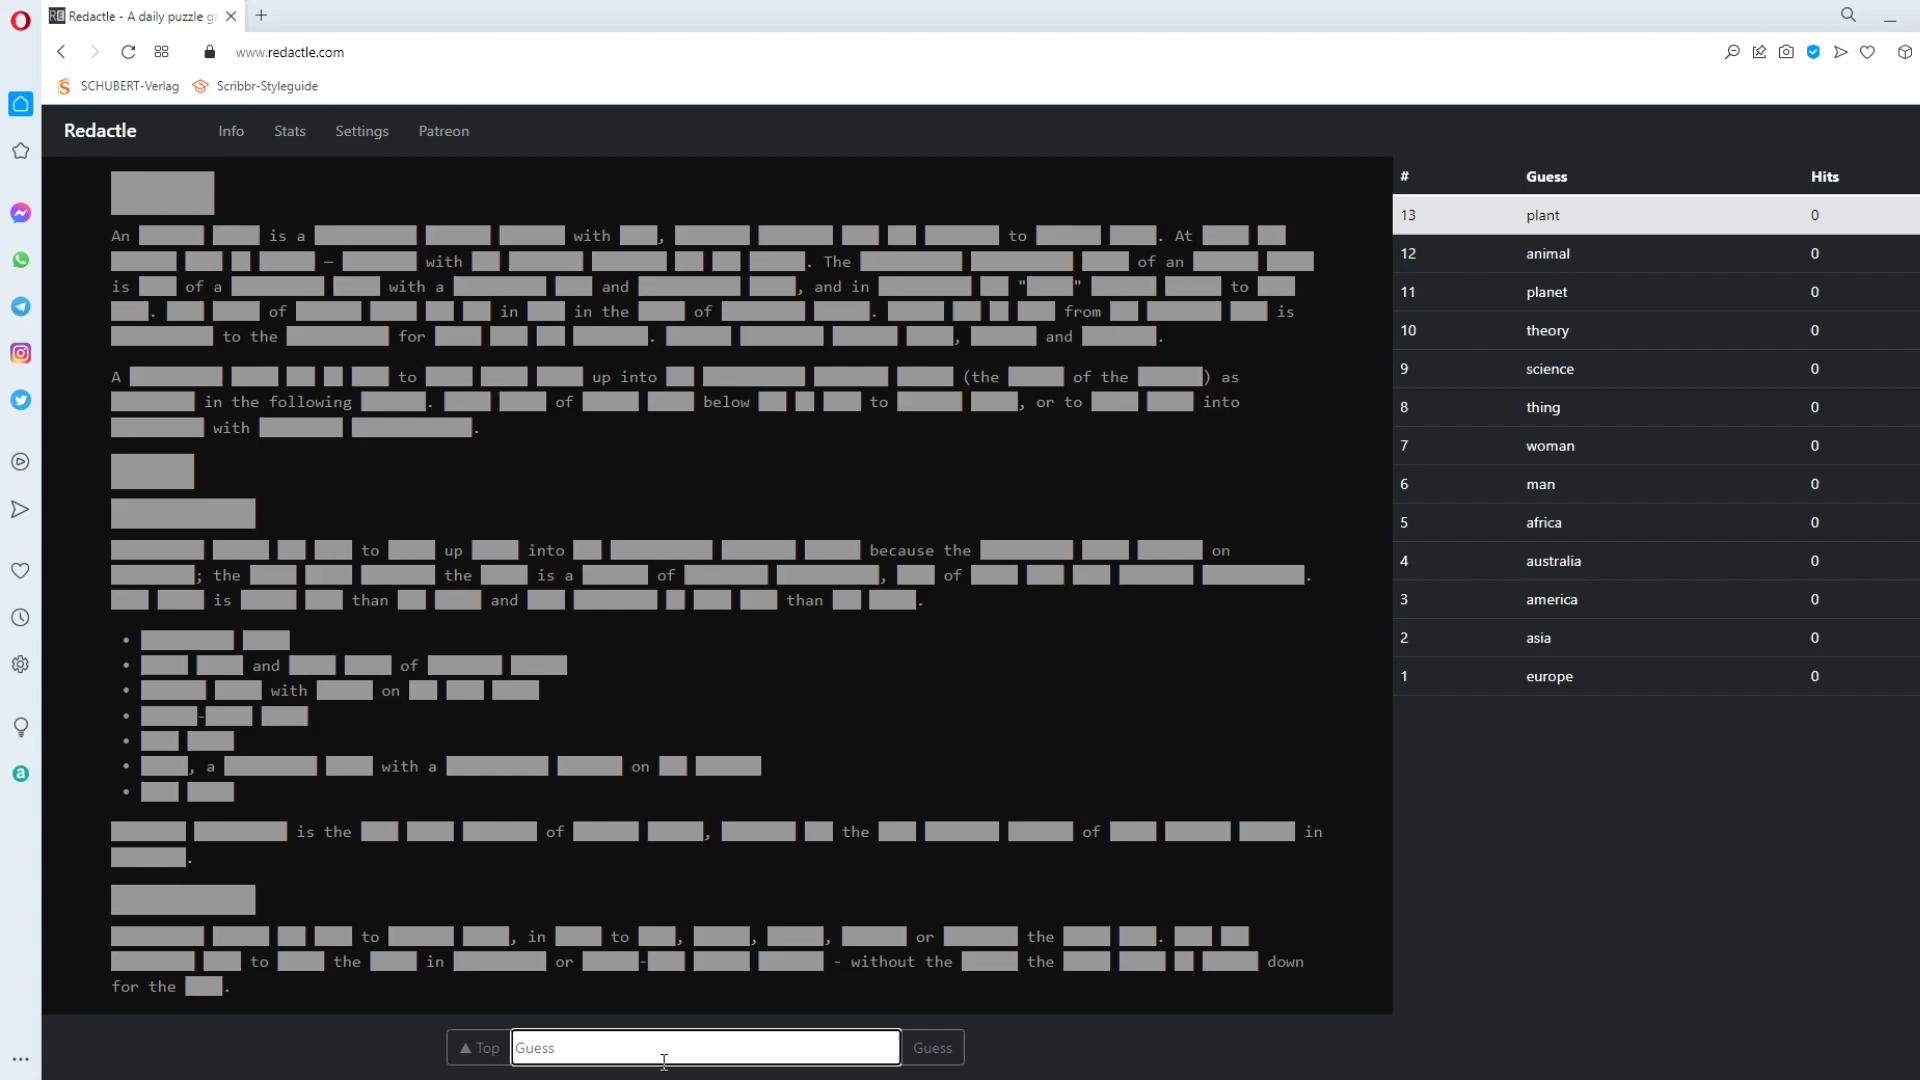 Redactle - A daily puzzle g
www.redactle.com
SCHUBERT-Verlag Scribbr-Styleguide
Redactle Info Stats Settings Patreon
# Guess Hits
An is a with , to . At
– with . The of an
is of a with a and , and in " " to
. of in in the of . from is
to the for . , and .
A to up into (the of the ) as
in the following . of below to , or to into
with .
to up into because the on
; the the is a of , of .
is than and than .
and of
with on
-
, a with a on
is the of , the of in
.
to , in to , , , or the .
to the in or - - without the the down
for the .
13 plant 0
12 animal 0
11 planet 0
10 theory 0
9 science 0
8 thing 0
7 woman 0
6 man 0
5 africa 0
4 australia 0
3 america 0
2 asia 0
1 europe 0
▲ Top Guess Guess